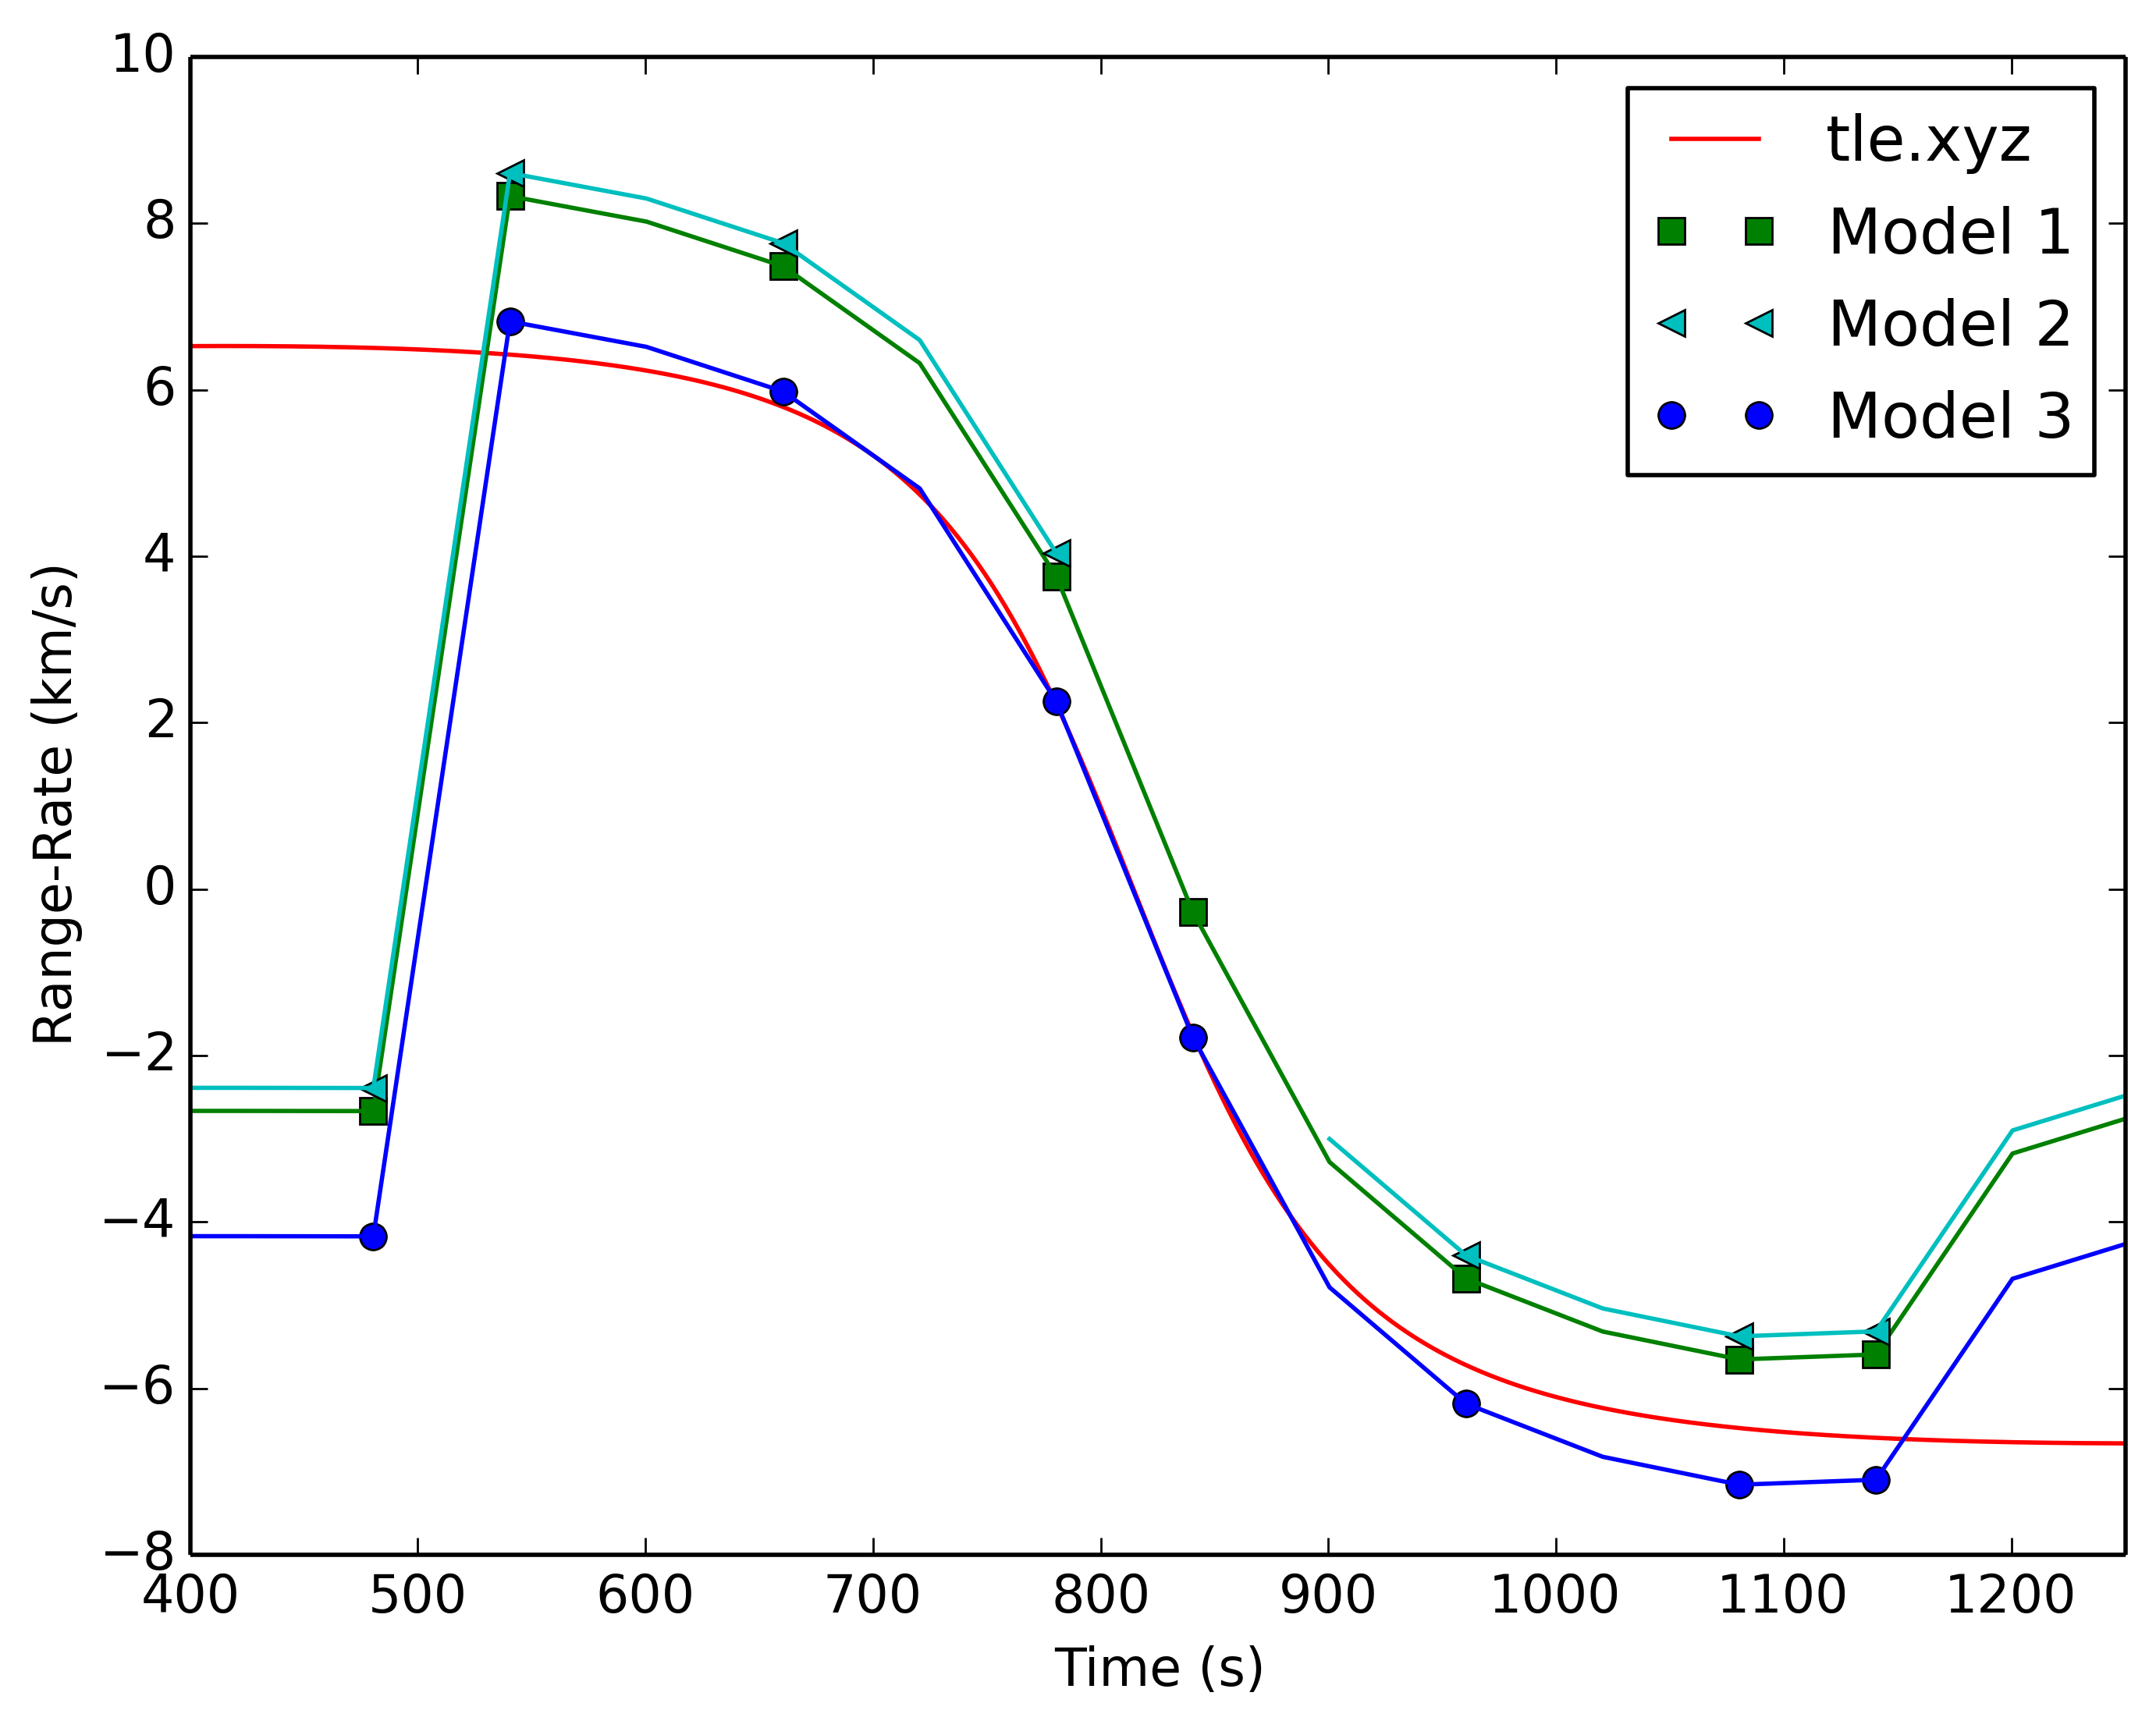 10
8
6
4
2
0
−2
−4
−6
−8
400 500 600 700 800 900 1000 1100 1200
Time (s)
Range-Rate (km/s)
tle.xyz
Model 1
Model 2
Model 3